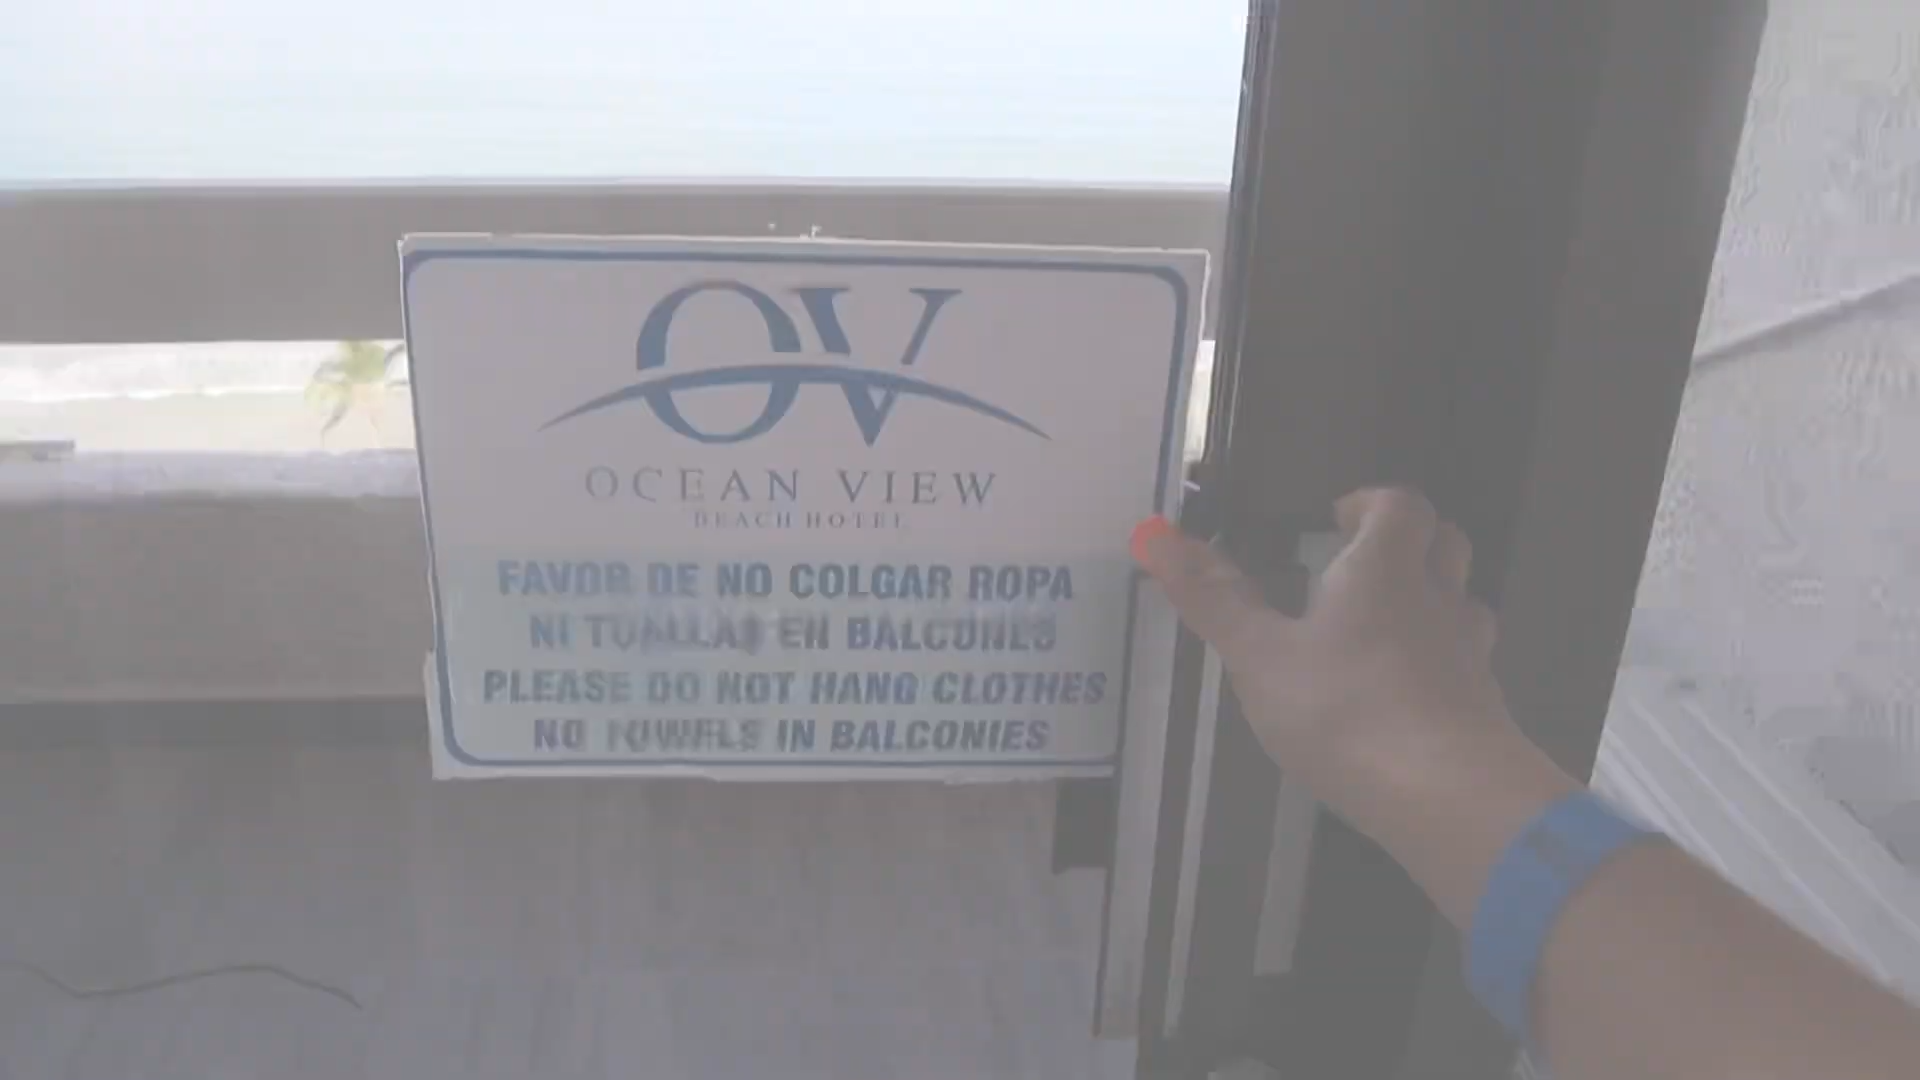 OV
OCEAN VIEW
BEACH HOTEL
FAVOR DE NO COLGAR ROPA
NI TOALLAS EN BALCONES
PLEASE DO NOT HANG CLOTHES
NO TOWELS IN BALCONIES